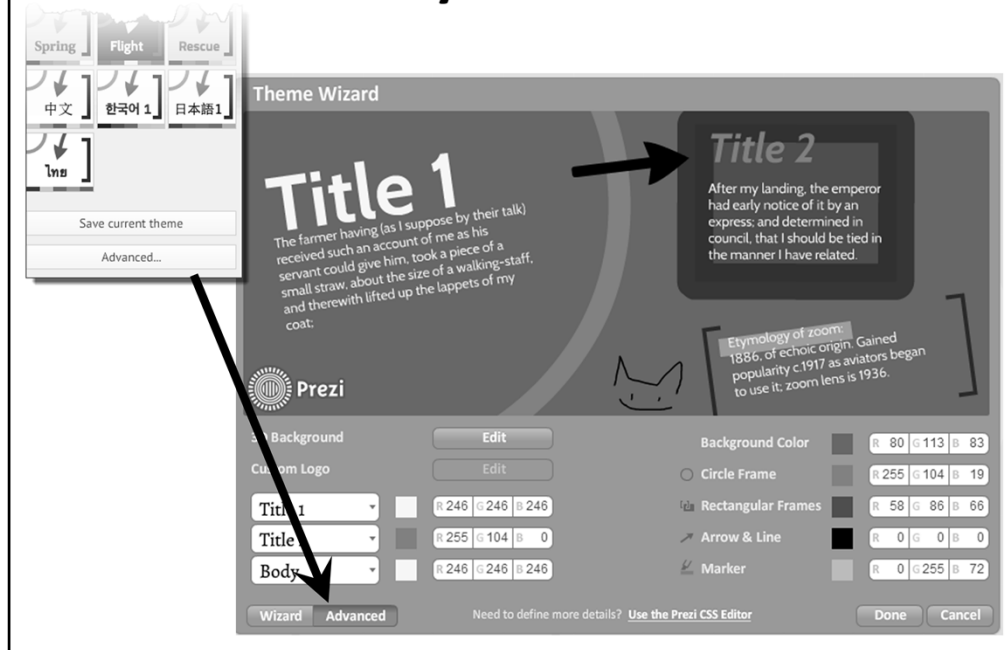 Spring Flight Rescue
中文 한국어 1 日本語1
ไทย
Save current theme
Advanced...
Theme Wizard
Title 1
The farmer having (as I suppose by their talk)
received such an account of me as his
servant could give him, took a piece of a
small straw, about the size of a walking-staff,
and therewith lifted up the lappets of my
coat;
Title 2
After my landing, the emperor
had early notice of it by an
express; and determined in
council, that I should be tied in
the manner I have related.
Etymology of zoom:
1886, of echoic origin. Gained
popularity c.1917 as aviators began
to use it; zoom lens is 1936.
Prezi
Background Edit
Custom Logo Edit
Title 1 R 246 G 246 B 246
Title R 255 G 104 B 0
Body R 246 G 246 B 246
Background Color R 80 G 113 B 83
Circle Frame R 255 G 104 B 19
Rectangular Frames R 58 G 86 B 66
Arrow & Line R 0 G 0 B 0
Marker R 0 G 255 B 72
Wizard Advanced
Need to define more details? Use the Prezi CSS Editor
Done Cancel